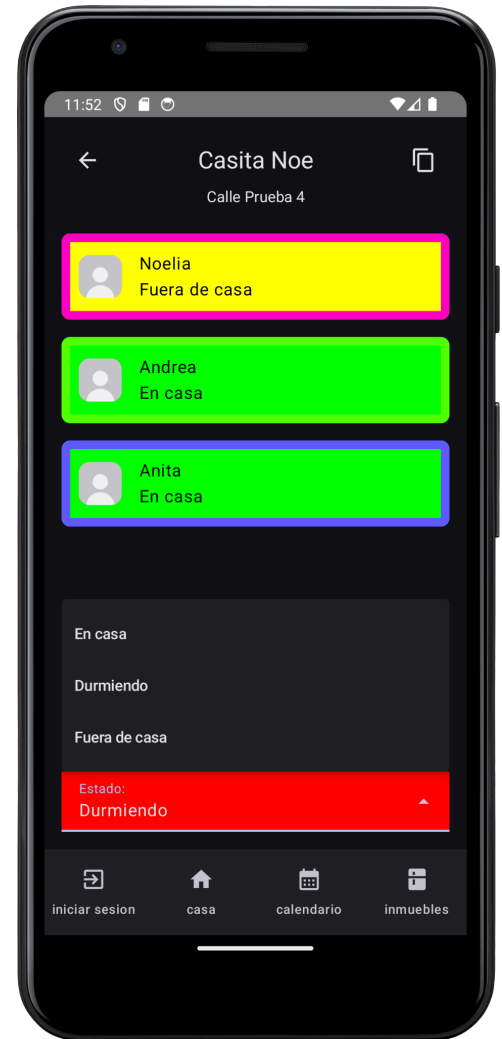 11:52
Casita Noe
Calle Prueba 4
Noelia
Fuera de casa
Andrea
En casa
Anita
En casa
En casa
Durmiendo
Fuera de casa
Estado:
Durmiendo
iniciar sesion
casa
calendario
inmuebles